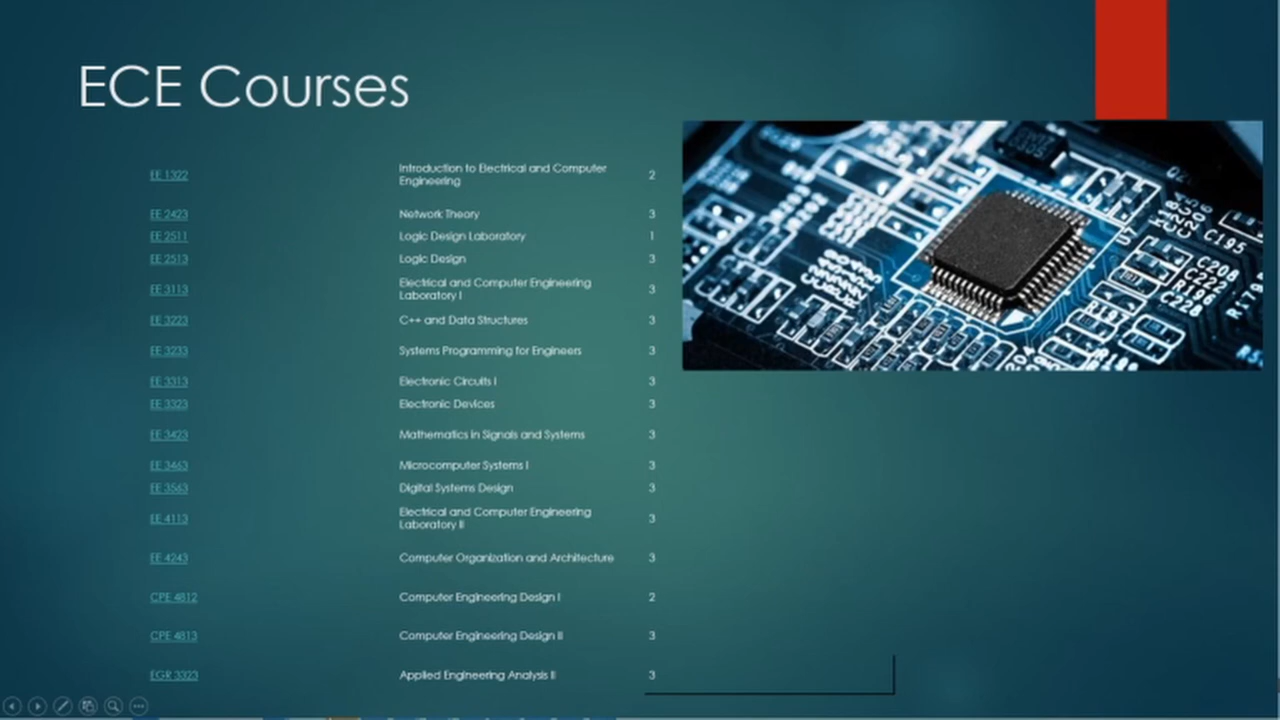 ECE Courses
EE 1322 Introduction to Electrical and Computer
Engineering 2
EE 2423 Network Theory 3
EE 2511 Logic Design Laboratory 1
EE 2513 Logic Design 3
EE 3113 Electrical and Computer Engineering
Laboratory I 3
EE 3223 C++ and Data Structures 3
EE 3233 Systems Programming for Engineers 3
EE 3313 Electronic Circuits I 3
EE 3323 Electronic Devices 3
EE 3423 Mathematics in Signals and Systems 3
EE 3463 Microcomputer Systems I 3
EE 3563 Digital Systems Design 3
EE 4113 Electrical and Computer Engineering
Laboratory II 3
EE 4243 Computer Organization and Architecture 3
CPE 4812 Computer Engineering Design I 2
CPE 4813 Computer Engineering Design II 3
EGR 3323 Applied Engineering Analysis II 3
C195
C208
C222
R196
C228